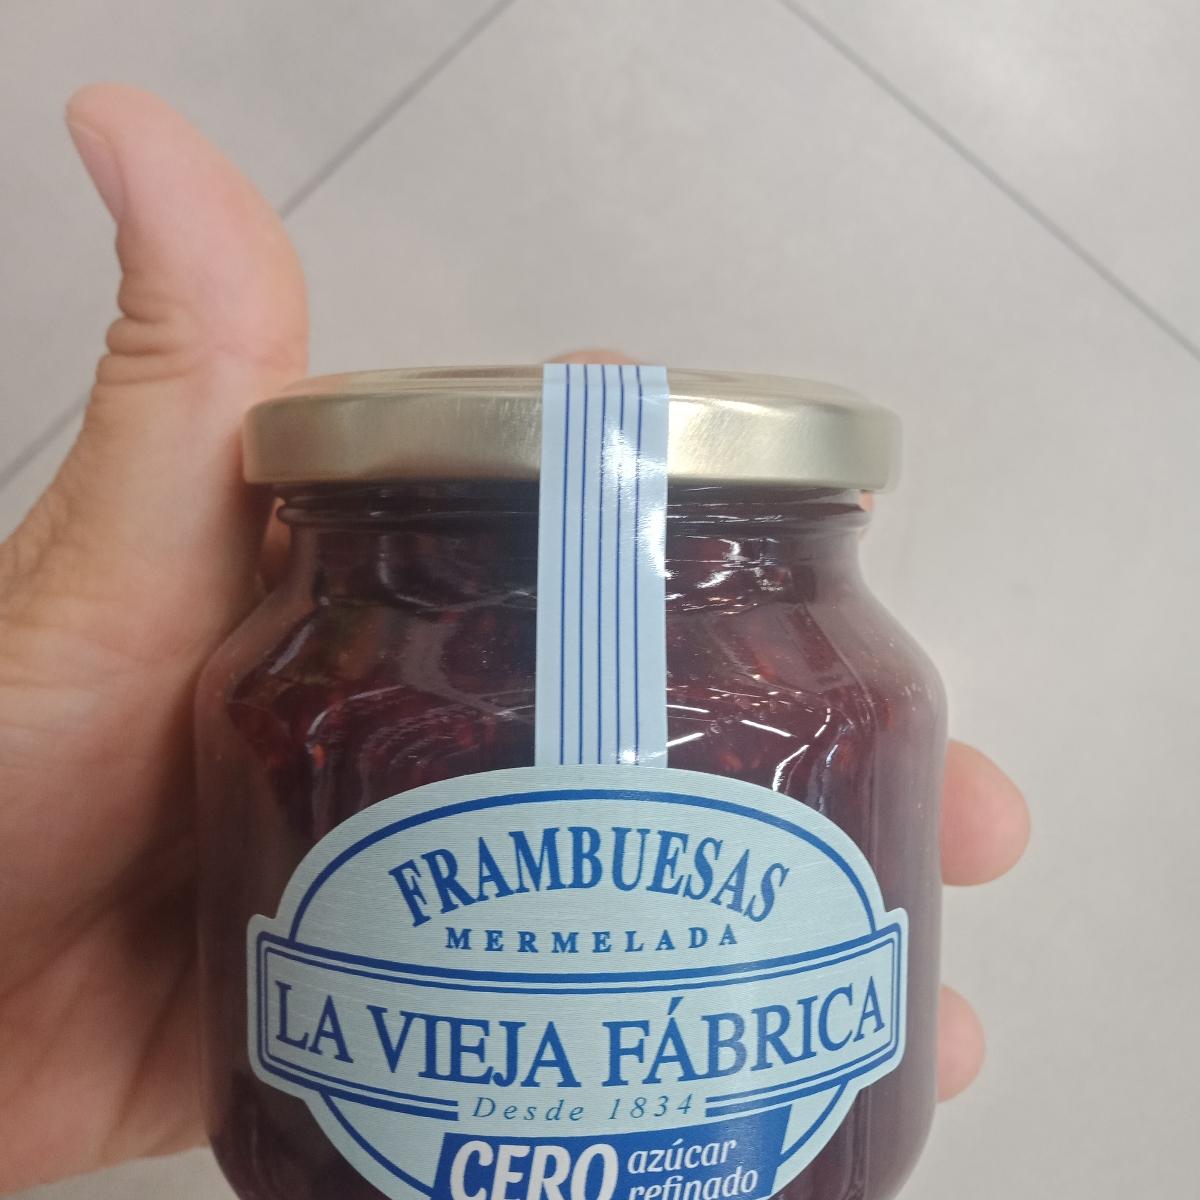 FRAMBUESAS
MERMELADA
LA VIEJA FÁBRICA
Desde 1834
CERO azúcar
refinado